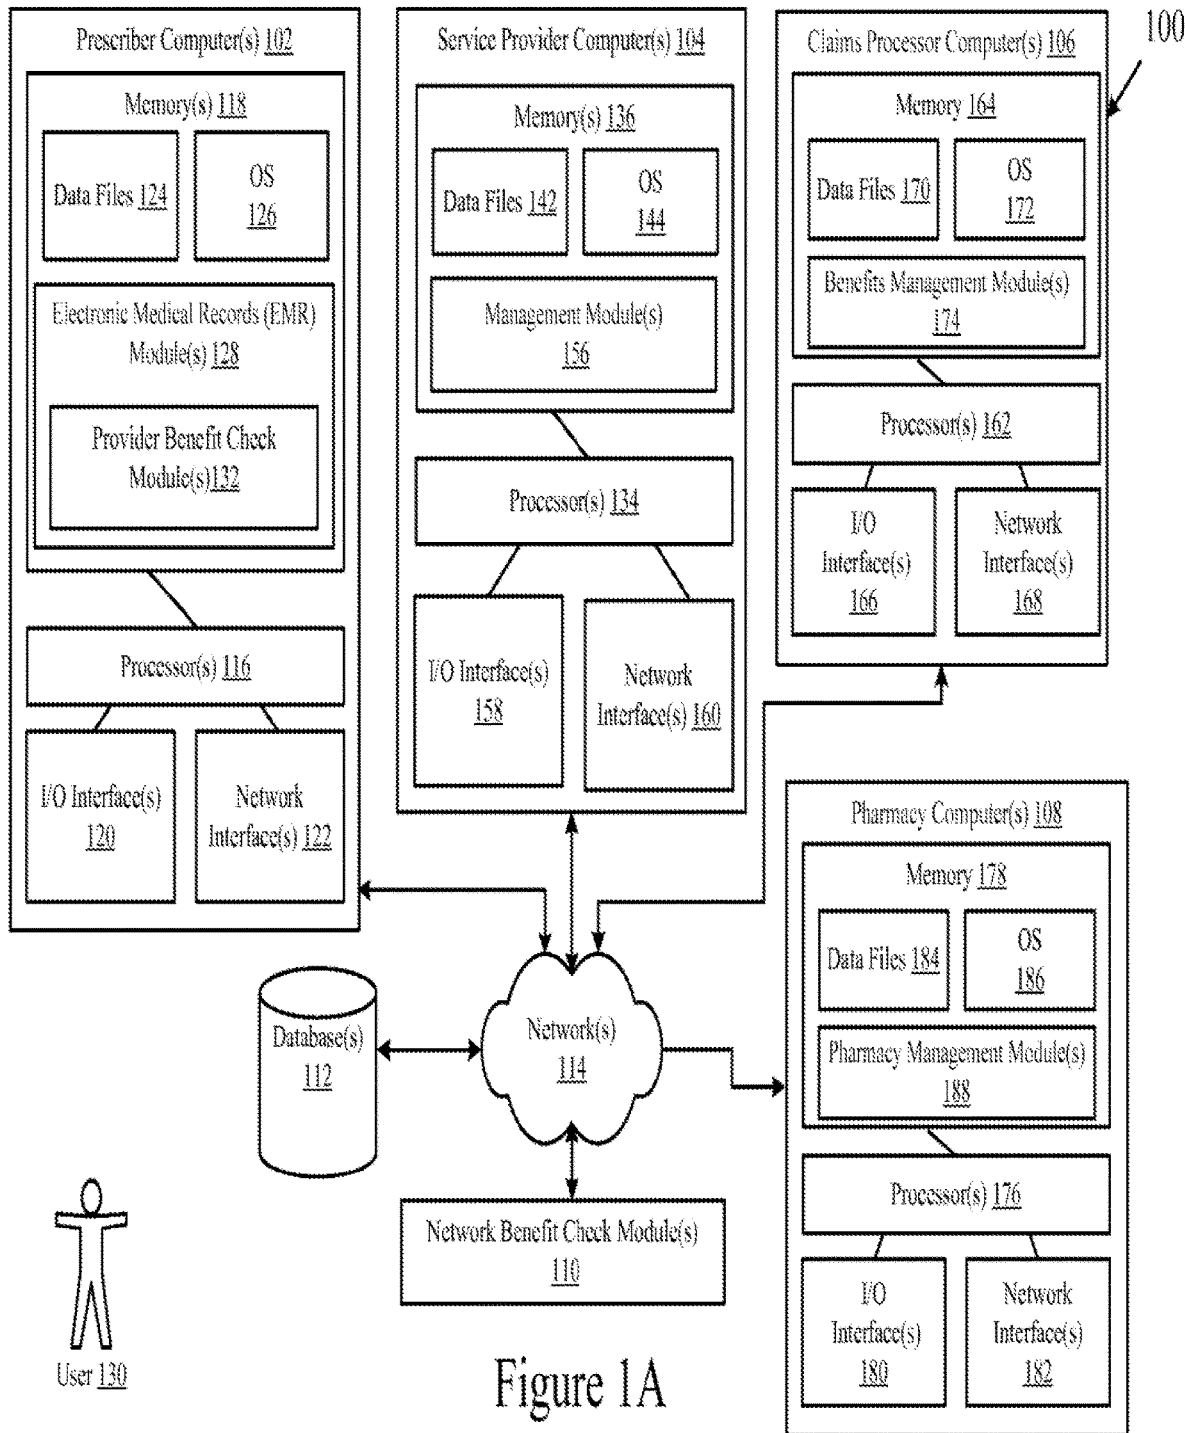 100
Prescriber Computer(s) 102
Memory(s) 118
Data Files 124
OS
126
Electronic Medical Records (EMR)
Module(s) 128
Provider Benefit Check
Module(s)132
Processor(s) 116
I/O Interface(s)
120
Network
Interface(s) 122
Service Provider Computer(s) 104
Memory(s) 136
Data Files 142
OS
144
Management Module(s)
156
Processor(s) 134
I/O Interface(s)
158
Network
Interface(s) 160
Claims Processor Computer(s) 106
Memory 164
Data Files 170
OS
172
Benefits Management Module(s)
174
Processor(s) 162
I/O
Interface(s)
166
Network
Interface(s)
168
Pharmacy Computer(s) 108
Memory 178
Data Files 184
OS
186
Pharmacy Management Module(s)
188
Processor(s) 176
I/O
Interface(s)
180
Network
Interface(s)
182
Database(s)
112
Network(s)
114
Network Benefit Check Module(s)
110
User 130
Figure 1A